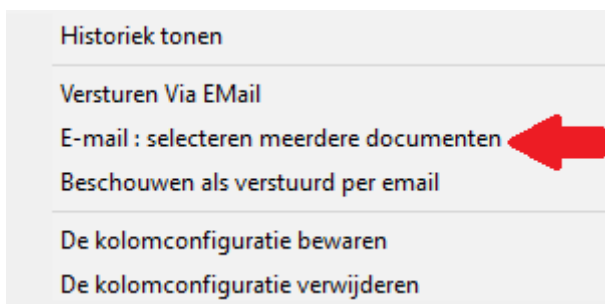 Historiek tonen
Versturen Via EMail
E-mail : selecteren meerdere documenten
Beschouwen als verstuurd per email
De kolomconfiguratie bewaren
De kolomconfiguratie verwijderen